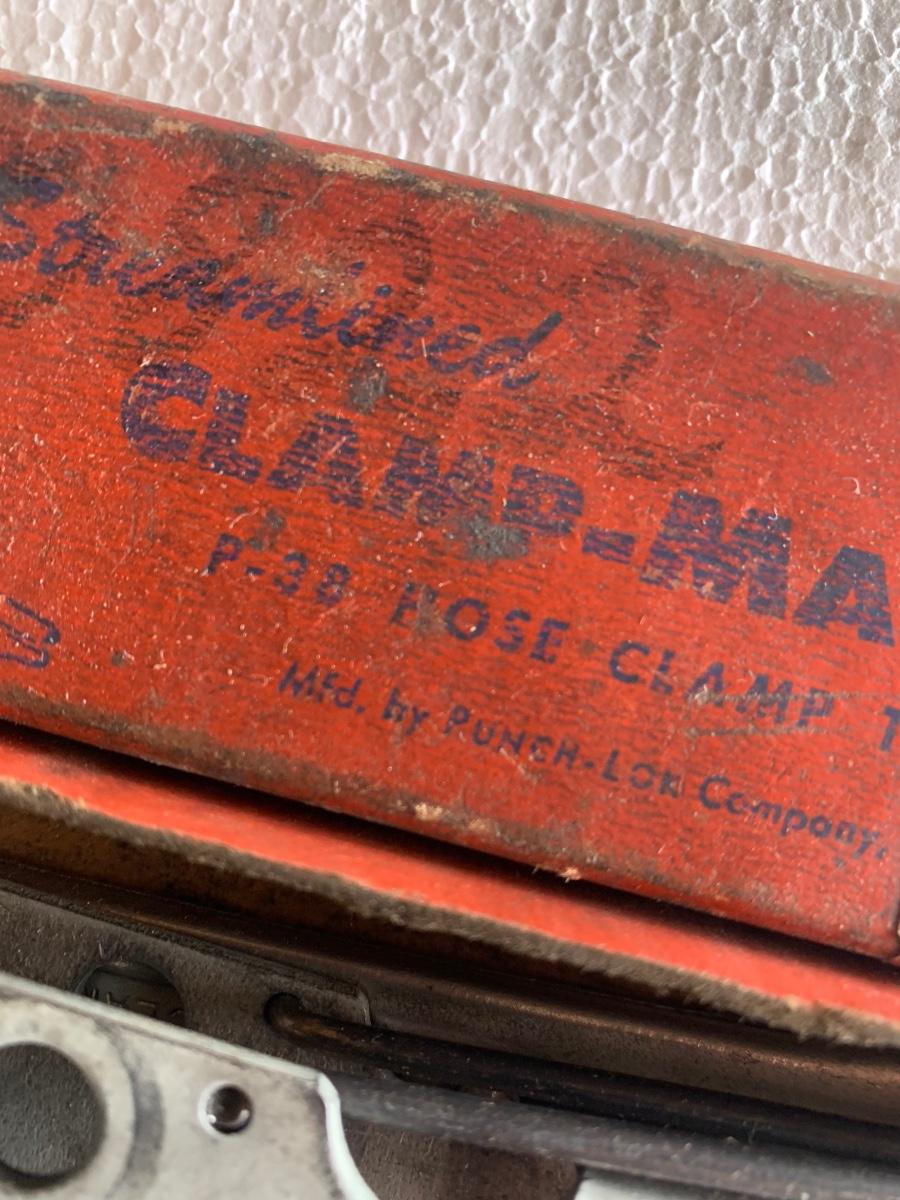 Streamlined
CLAMP-MA
P-38 HOSE CLAMP T
Mfd. by PUNCH-LOK Company,